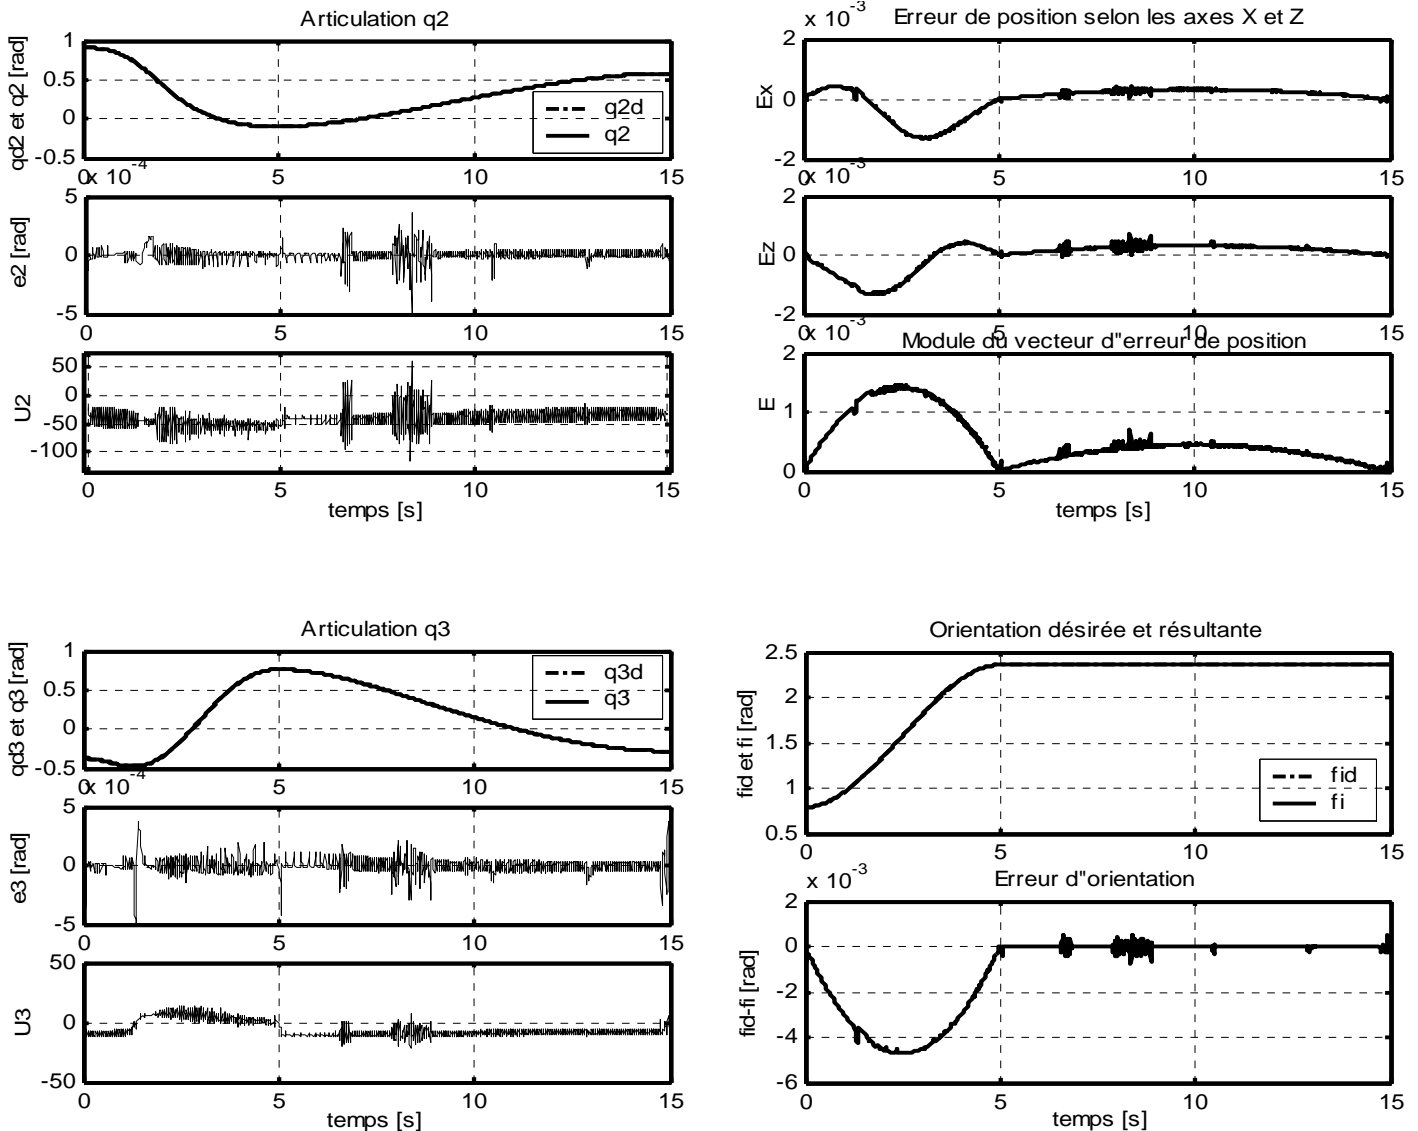 Articulation q2
qd2 et q2 [rad]
1
0.5
0
-0.5
q2d
q2
0
5
10
15
x 10^-4
e2 [rad]
5
0
-5
0
5
10
15
U2
50
0
-50
-100
0
5
10
15
temps [s]
x 10^-3
Erreur de position selon les axes X et Z
Ex
2
0
-2
0
5
10
15
x 10^-3
Ez
2
0
-2
0
5
10
15
x 10^-3
Module du vecteur d"erreur de position
E
2
1
0
0
5
10
15
temps [s]
Articulation q3
qd3 et q3 [rad]
1
0.5
0
-0.5
q3d
q3
0
5
10
15
x 10^-4
e3 [rad]
5
0
-5
0
5
10
15
U3
50
0
-50
0
5
10
15
temps [s]
Orientation désirée et résultante
fid et fi [rad]
2.5
2
1.5
1
0.5
fid
fi
0
5
10
15
x 10^-3
Erreur d"orientation
fid-fi [rad]
2
0
-2
-4
-6
0
5
10
15
temps [s]